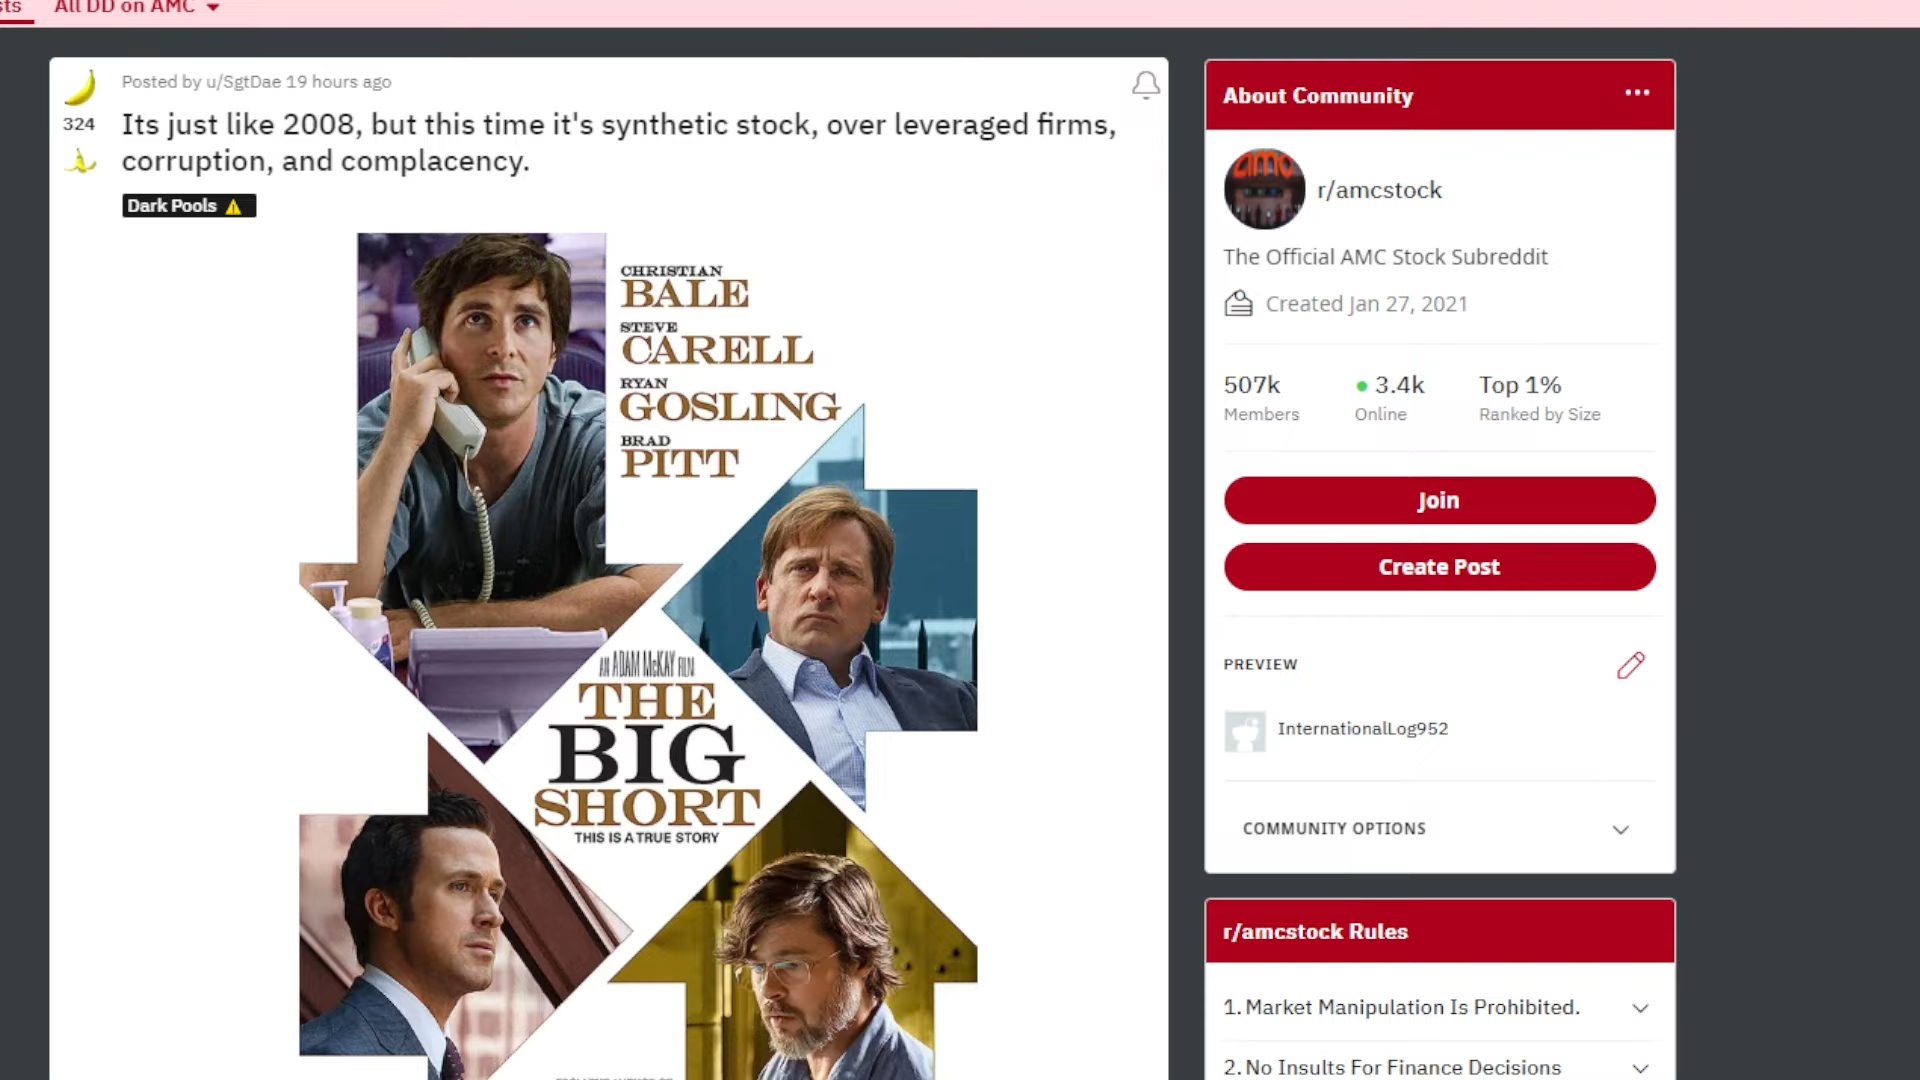 All DD on AMC
Posted by u/SgtDae 19 hours ago
324
Its just like 2008, but this time it's synthetic stock, over leveraged firms,
corruption, and complacency.
Dark Pools
CHRISTIAN
BALE
STEVE
CARELL
RYAN
GOSLING
BRAD
PITT
AN ADAM McKAY FILM
THE
BIG
SHORT
THIS IS A TRUE STORY
About Community
amc
r/amcstock
The Official AMC Stock Subreddit
Created Jan 27, 2021
507k
Members
3.4k
Online
Top 1%
Ranked by Size
Join
Create Post
PREVIEW
InternationalLog952
COMMUNITY OPTIONS
r/amcstock Rules
1. Market Manipulation Is Prohibited.
2. No Insults For Finance Decisions